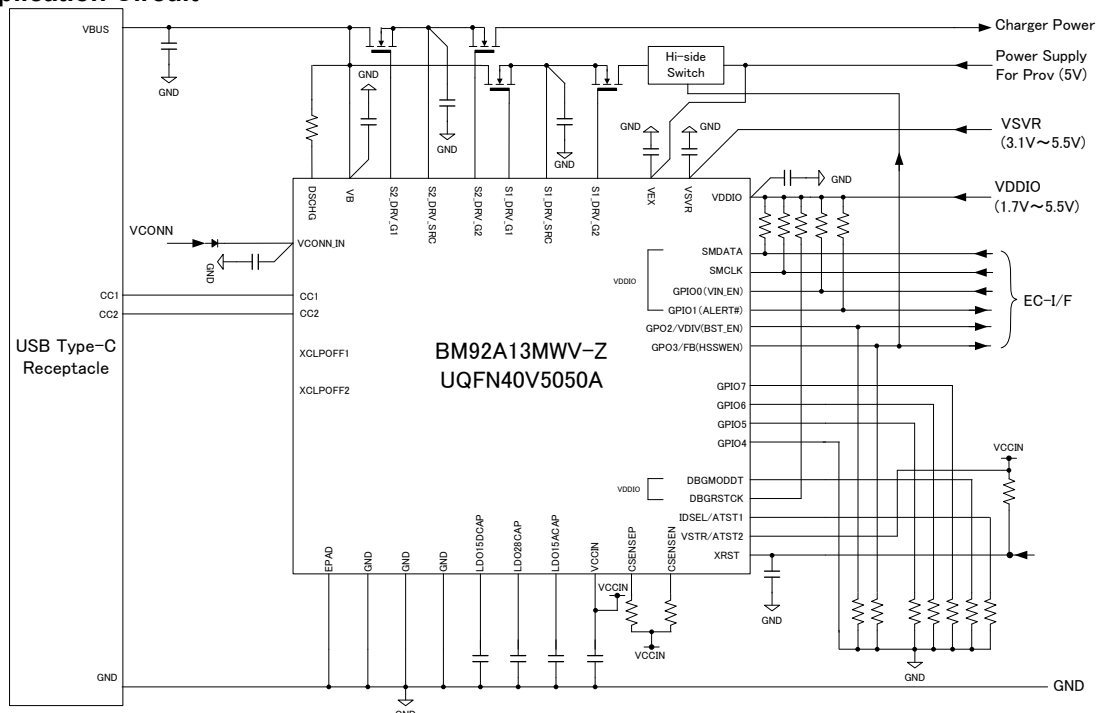 plication Circuit
VBUS
GND
GND
GND
GND
Hi-side
Switch
GND
GND
Charger Power
Power Supply
For Prov (5V)
VSVR
(3.1V～5.5V)
VDDIO
(1.7V～5.5V)
GND
DSCHG
VB
S2_DRV_G1
S2_DRV_SRC
S2_DRV_G2
S1_DRV_G1
S1_DRV_SRC
S1_DRV_G2
VEX
VSVR
VDDIO
VCONN
GND
VCONN_IN
CC1
CC2
CC1
CC2
XCLPOFF1
XCLPOFF2
USB Type-C
Receptacle
BM92A13MWV-Z
UQFN40V5050A
VDDIO
SMDATA
SMCLK
GPIO0(VIN_EN)
GPIO1(ALERT#)
GPO2/VDIV(BST_EN)
GPO3/FB(HSSWEN)
EC-I/F
GPIO7
GPIO6
GPIO5
GPIO4
VDDIO
DBGMODDT
DBGRSTCK
IDSEL/ATST1
VSTR/ATST2
XRST
VCCIN
GND
GND
EPAD
GND
GND
GND
LDO15DCAP
LDO28CAP
LDO15ACAP
VCCIN
CSENSEP
CSENSEN
VCCIN
VCCIN
GND
GND
GND